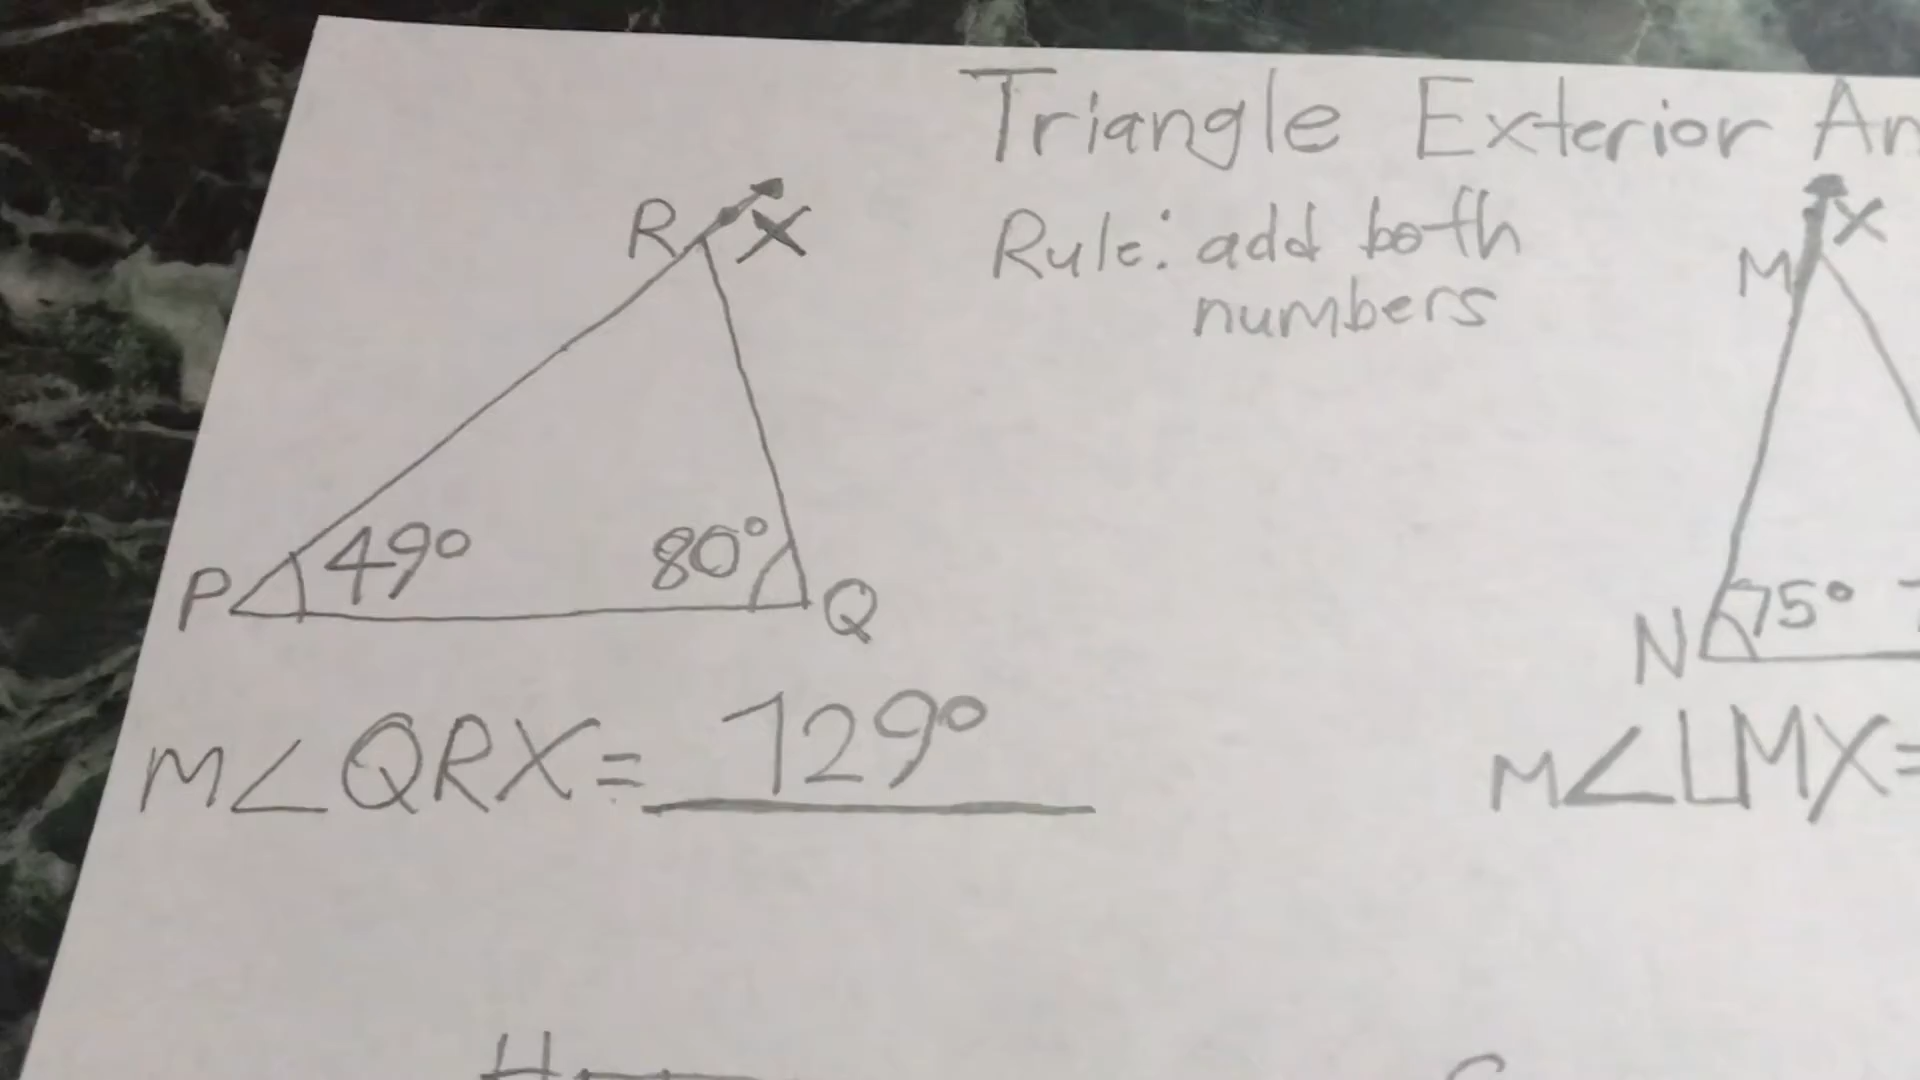 Triangle Exterior An
Rule: add both
numbers
R X
P 49° 80° Q
m∠QRX= 129°
M X
N 75°
m∠LMX=
H